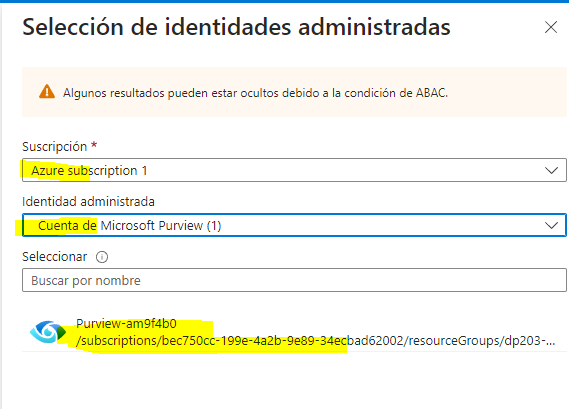 Selección de identidades administradas
Algunos resultados pueden estar ocultos debido a la condición de ABAC.
Suscripción *
Azure subscription 1
Identidad administrada
Cuenta de Microsoft Purview (1)
Seleccionar
Buscar por nombre
Purview-am9f4b0
/subscriptions/bec750cc-199e-4a2b-9e89-34ecbad62002/resourceGroups/dp203-...